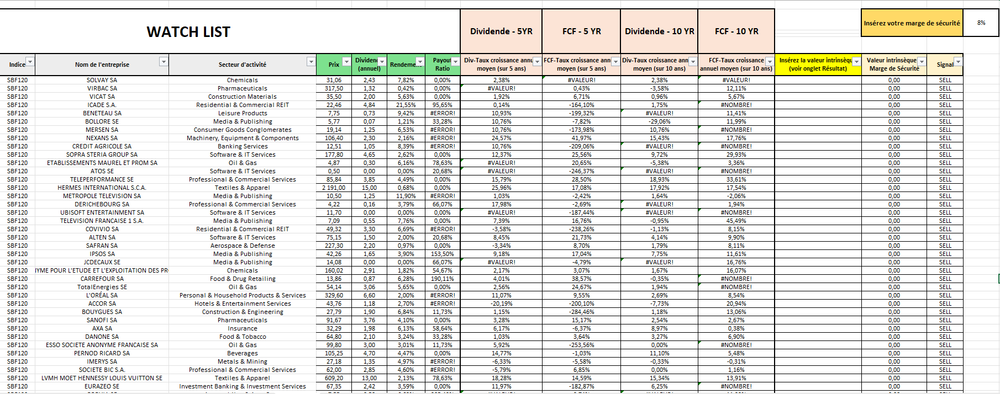 WATCH LIST Dividende - 5YR FCF - 5 YR Dividende - 10 YR FCF - 10 YR Insérez votre marge de sécurité 8%
Indice Nom de l'entreprise Secteur d'activité Prix Dividen (annuel) Rendeme Payou Ratio Div-Taux croissance annu moyen (sur 5 ans) FCF-Taux croissance ann moyen (sur 5 ans) Div-Taux croissance ann moyen (sur 10 ans) FCF-Taux croissance annuel moyen (sur 10 ans) Insérez la valeur intrinsèqu (voir onglet Résultat) Valeur intrinsèque Marge de Sécurité Signal
SBF120 SOLVAY SA Chemicals 31,06 2,43 7,82% 0,00% 2,38% #VALEUR! 2,38% #VALEUR! 0,00 SELL
SBF120 VIRBAC SA Pharmaceuticals 317,50 1,32 0,42% 0,00% #VALEUR! 0,43% -3,58% 12,11% 0,00 SELL
SBF120 VICAT SA Construction Materials 35,50 2,00 5,63% 0,00% 1,92% 6,71% 0,96% 5,67% 0,00 SELL
SBF120 ICADE S.A. Residential & Commercial REIT 22,46 4,84 21,55% 95,65% 0,14% -164,10% 1,75% #NOMBRE! 0,00 SELL
SBF120 BENETEAU SA Leisure Products 7,75 0,73 9,42% #ERROR! 10,93% -199,32% #VALEUR! 11,41% 0,00 SELL
SBF120 BOLLORE SE Media & Publishing 5,77 0,07 1,21% 33,28% 10,76% -7,82% -29,06% 11,99% 0,00 SELL
SBF120 MERSEN SA Consumer Goods Conglomerates 19,14 1,25 6,53% #ERROR! 10,76% -173,98% 10,76% #NOMBRE! 0,00 SELL
SBF120 NEXANS SA Machinery, Equipment & Components 106,40 2,30 2,16% #ERROR! 24,57% 41,97% 15,43% 17,76% 0,00 SELL
SBF120 CREDIT AGRICOLE SA Banking Services 12,51 1,05 8,39% #ERROR! 10,76% -209,06% #VALEUR! #NOMBRE! 0,00 SELL
SBF120 SOPRA STERIA GROUP SA Software & IT Services 177,80 4,65 2,62% 0,00% 12,37% 25,56% 9,72% 29,93% 0,00 SELL
SBF120 ETABLISSEMENTS MAUREL ET PROM SA Oil & Gas 4,87 0,30 6,16% 78,63% #VALEUR! 20,65% -5,38% 3,36% 0,00 SELL
SBF120 ATOS SE Software & IT Services 0,50 0,00 0,00% 20,68% #VALEUR! -246,37% #VALEUR! #NOMBRE! 0,00 SELL
SBF120 TELEPERFORMANCE SE Professional & Commercial Services 85,84 3,85 4,49% 0,00% 15,79% 28,50% 18,93% 33,61% 0,00 SELL
SBF120 HERMES INTERNATIONAL S.C.A. Textiles & Apparel 2 191,00 15,00 0,68% 0,00% 25,96% 17,08% 17,92% 17,54% 0,00 SELL
SBF120 METROPOLE TELEVISION SA Media & Publishing 10,50 1,25 11,90% #ERROR! 1,03% -2,42% 1,64% -2,06% 0,00 SELL
SBF120 DERICHEBOURG SA Professional & Commercial Services 4,22 0,16 3,79% 66,07% 17,98% -2,69% #VALEUR! 1,94% 0,00 SELL
SBF120 UBISOFT ENTERTAINMENT SA Software & IT Services 11,70 0,00 0,00% 0,00% #VALEUR! -187,44% #VALEUR! #NOMBRE! 0,00 SELL
SBF120 TELEVISION FRANCAISE 1 S.A. Media & Publishing 7,09 0,55 7,76% 0,00% 7,39% 16,76% -0,95% 45,49% 0,00 SELL
SBF120 COVIVIO SA Residential & Commercial REIT 49,32 3,30 6,69% #ERROR! -3,58% -238,26% -1,13% 8,15% 0,00 SELL
SBF120 ALTEN SA Software & IT Services 75,15 1,50 2,00% 20,68% 8,45% 21,73% 4,14% 9,90% 0,00 SELL
SBF120 SAFRAN SA Aerospace & Defense 227,30 2,20 0,97% 0,00% -3,34% 8,70% 1,79% 8,11% 0,00 SELL
SBF120 IPSOS SA Media & Publishing 42,26 1,65 3,90% 153,50% 9,18% 17,04% 7,75% 11,61% 0,00 SELL
SBF120 JCDECAUX SE Media & Publishing 14,08 0,00 0,00% 66,07% #VALEUR! -4,79% #VALEUR! 16,76% 0,00 SELL
SBF120 IYME POUR L'ETUDE ET L'EXPLOITATION DES PR Chemicals 160,02 2,91 1,82% 54,67% 2,17% 3,07% 1,67% 16,07% 0,00 SELL
SBF120 CARREFOUR SA Food & Drug Retailing 13,86 0,87 6,28% 190,11% 4,01% 38,57% -0,35% #NOMBRE! 0,00 SELL
SBF120 TotalEnergies SE Oil & Gas 54,14 3,06 5,65% 0,00% 2,56% 24,67% 1,94% #NOMBRE! 0,00 SELL
SBF120 L'ORÉAL SA Personal & Household Products & Services 329,60 6,60 2,00% #ERROR! 11,07% 9,55% 2,69% 8,54% 0,00 SELL
SBF120 ACCOR SA Hotels & Entertainment Services 43,76 1,18 2,70% #ERROR! -20,19% -200,10% -7,73% 20,94% 0,00 SELL
SBF120 BOUYGUES SA Construction & Engineering 27,79 1,90 6,84% 11,73% 1,15% -284,46% 1,18% 13,06% 0,00 SELL
SBF120 SANOFI SA Pharmaceuticals 91,67 3,76 4,10% 0,00% 3,28% 15,17% 2,54% 2,67% 0,00 SELL
SBF120 AXA SA Insurance 32,29 1,98 6,13% 58,64% 6,17% -6,37% 8,97% 0,38% 0,00 SELL
SBF120 DANONE SA Food & Tobacco 64,80 2,10 3,24% 33,28% 1,03% 3,64% 3,27% 6,90% 0,00 SELL
SBF120 ESSO SOCIETE ANONYME FRANCAISE SA Oil & Gas 99,80 3,00 3,01% 11,73% 5,92% -253,56% 0,00% #NOMBRE! 0,00 SELL
SBF120 PERNOD RICARD SA Beverages 105,25 4,70 4,47% 0,00% 14,77% -1,03% 11,10% 5,48% 0,00 SELL
SBF120 IMERYS SA Metals & Mining 27,18 1,35 4,97% #ERROR! -6,33% -5,58% -0,33% -0,31% 0,00 SELL
SBF120 SOCIETE BIC S.A. Professional & Commercial Services 62,00 2,85 4,60% #ERROR! -5,79% 6,85% 0,00% 1,16% 0,00 SELL
SBF120 LVMH MOET HENNESSY LOUIS VUITTON SE Textiles & Apparel 609,20 13,00 2,13% 78,63% 18,28% 14,59% 15,34% 13,91% 0,00 SELL
SBF120 EURAZEO SE Investment Banking & Investment Services 67,35 2,42 3,59% 0,00% 11,97% -182,87% 6,25% #NOMBRE! 0,00 SELL